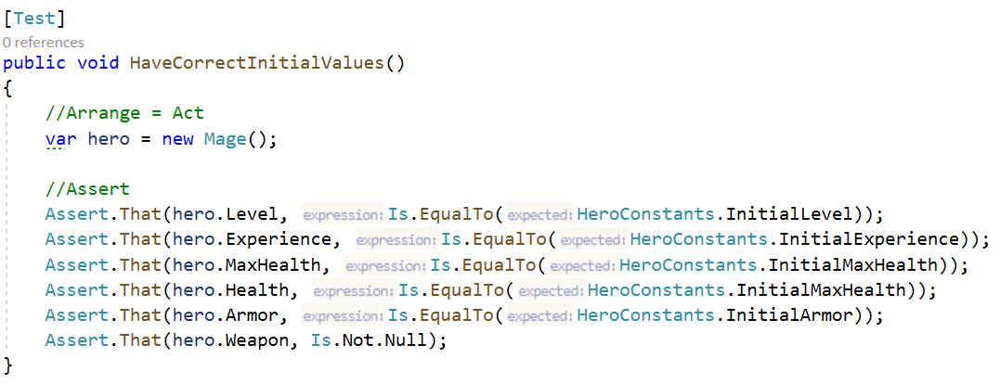 [Test]
0 references
public void HaveCorrectInitialValues()
{
//Arrange = Act
var hero = new Mage();
//Assert
Assert.That(hero.Level, expression: Is.EqualTo(expected: HeroConstants.InitialLevel));
Assert.That(hero.Experience, expression: Is.EqualTo(expected: HeroConstants.InitialExperience));
Assert.That(hero.MaxHealth, expression: Is.EqualTo(expected: HeroConstants.InitialMaxHealth));
Assert.That(hero.Health, expression: Is.EqualTo(expected: HeroConstants.InitialMaxHealth));
Assert.That(hero.Armor, expression: Is.EqualTo(expected: HeroConstants.InitialArmor));
Assert.That(hero.Weapon, Is.Not.Null);
}